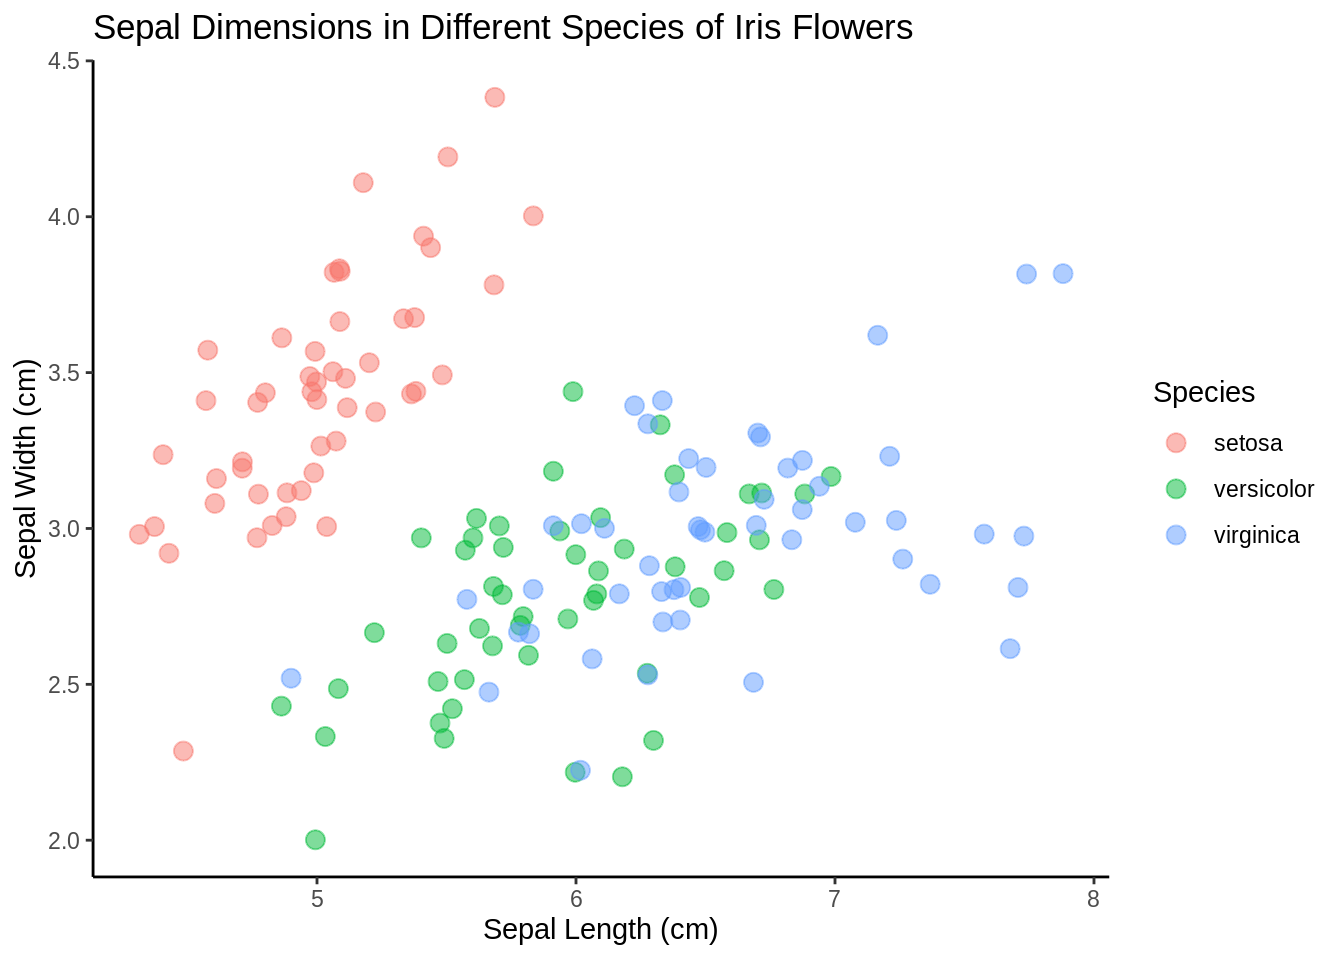 Sepal Dimensions in Different Species of Iris Flowers
4.5
4.0
3.5
3.0
2.5
2.0
Sepal Width (cm)
5 6 7 8
Sepal Length (cm)
Species
setosa
versicolor
virginica